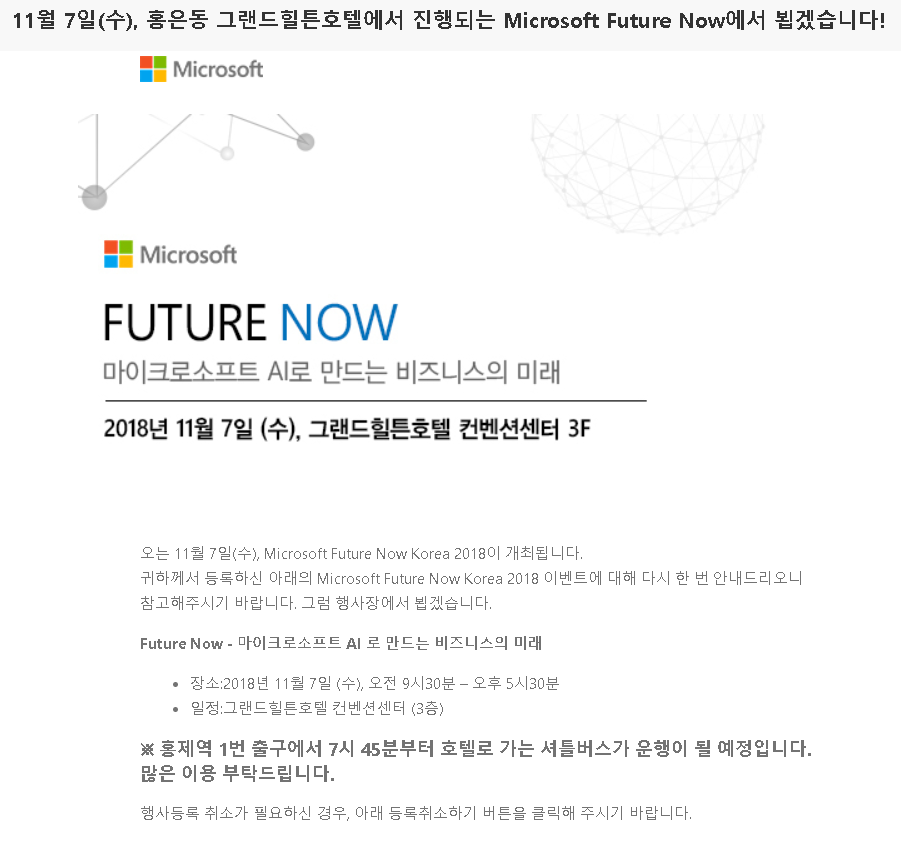 11월 7일(수), 홍은동 그랜드힐튼호텔에서 진행되는 Microsoft Future Now에서 뵙겠습니다!
Microsoft
Microsoft
FUTURE NOW
마이크로소프트 AI로 만드는 비즈니스의 미래
2018년 11월 7일 (수), 그랜드힐튼호텔 컨벤션센터 3F
오는 11월 7일(수), Microsoft Future Now Korea 2018이 개최됩니다.
귀하께서 등록하신 아래의 Microsoft Future Now Korea 2018 이벤트에 대해 다시 한 번 안내드리오니
참고해주시기 바랍니다. 그럼 행사장에서 뵙겠습니다.
Future Now - 마이크로소프트 AI 로 만드는 비즈니스의 미래
• 장소:2018년 11월 7일 (수), 오전 9시30분 – 오후 5시30분
• 일정:그랜드힐튼호텔 컨벤션센터 (3층)
※ 홍제역 1번 출구에서 7시 45분부터 호텔로 가는 셔틀버스가 운행이 될 예정입니다.
많은 이용 부탁드립니다.
행사등록 취소가 필요하신 경우, 아래 등록취소하기 버튼을 클릭해 주시기 바랍니다.